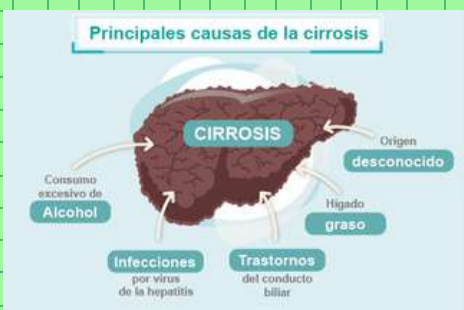 Principales causas de la cirrosis
CIRROSIS
Consumo
excesivo de
Alcohol
Infecciones
por virus
de la hepatitis
Trastornos
del conducto
biliar
Hígado
graso
Origen
desconocido